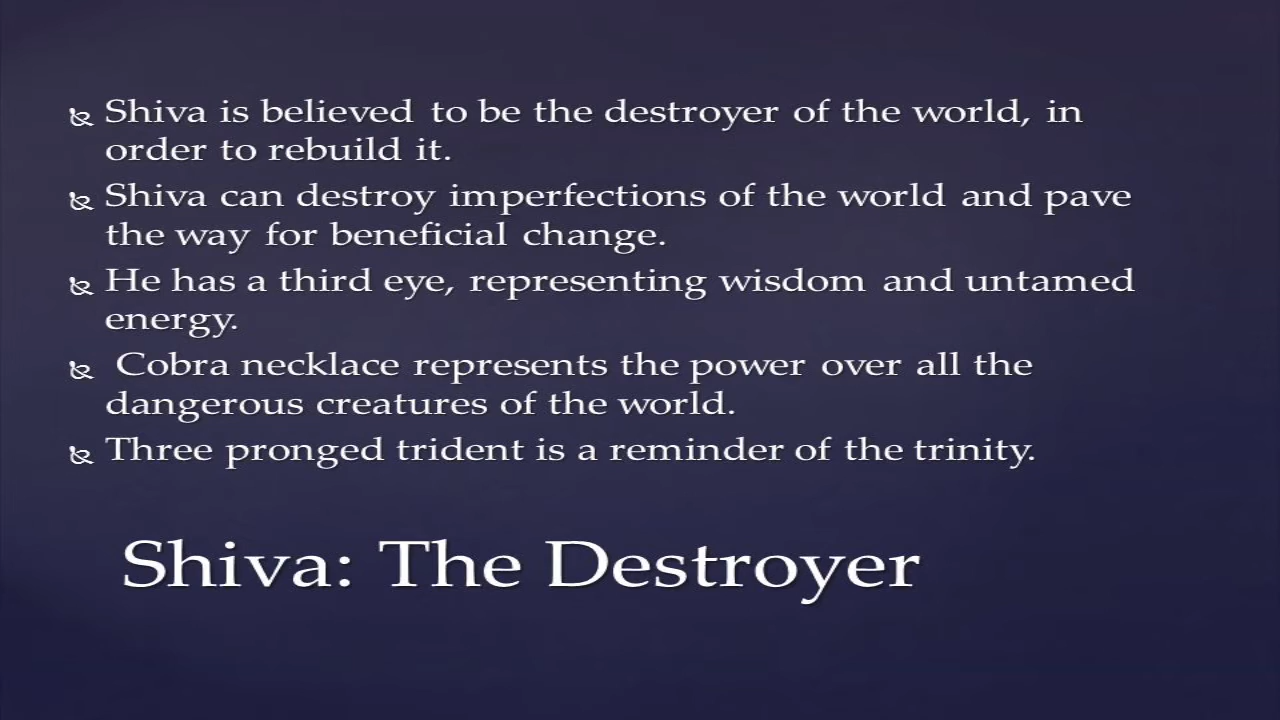 Shiva is believed to be the destroyer of the world, in
order to rebuild it.
Shiva can destroy imperfections of the world and pave
the way for beneficial change.
He has a third eye, representing wisdom and untamed
energy.
Cobra necklace represents the power over all the
dangerous creatures of the world.
Three pronged trident is a reminder of the trinity.
Shiva: The Destroyer